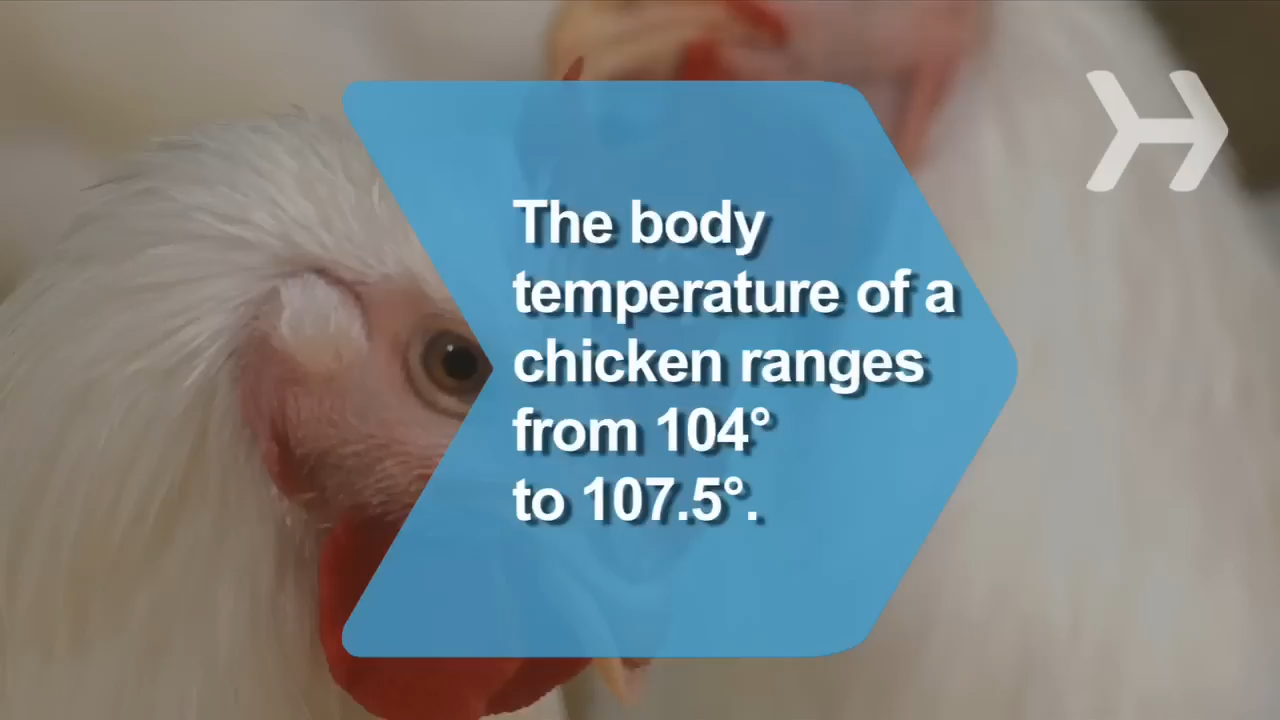 The body
temperature of a
chicken ranges
from 104°
to 107.5°.